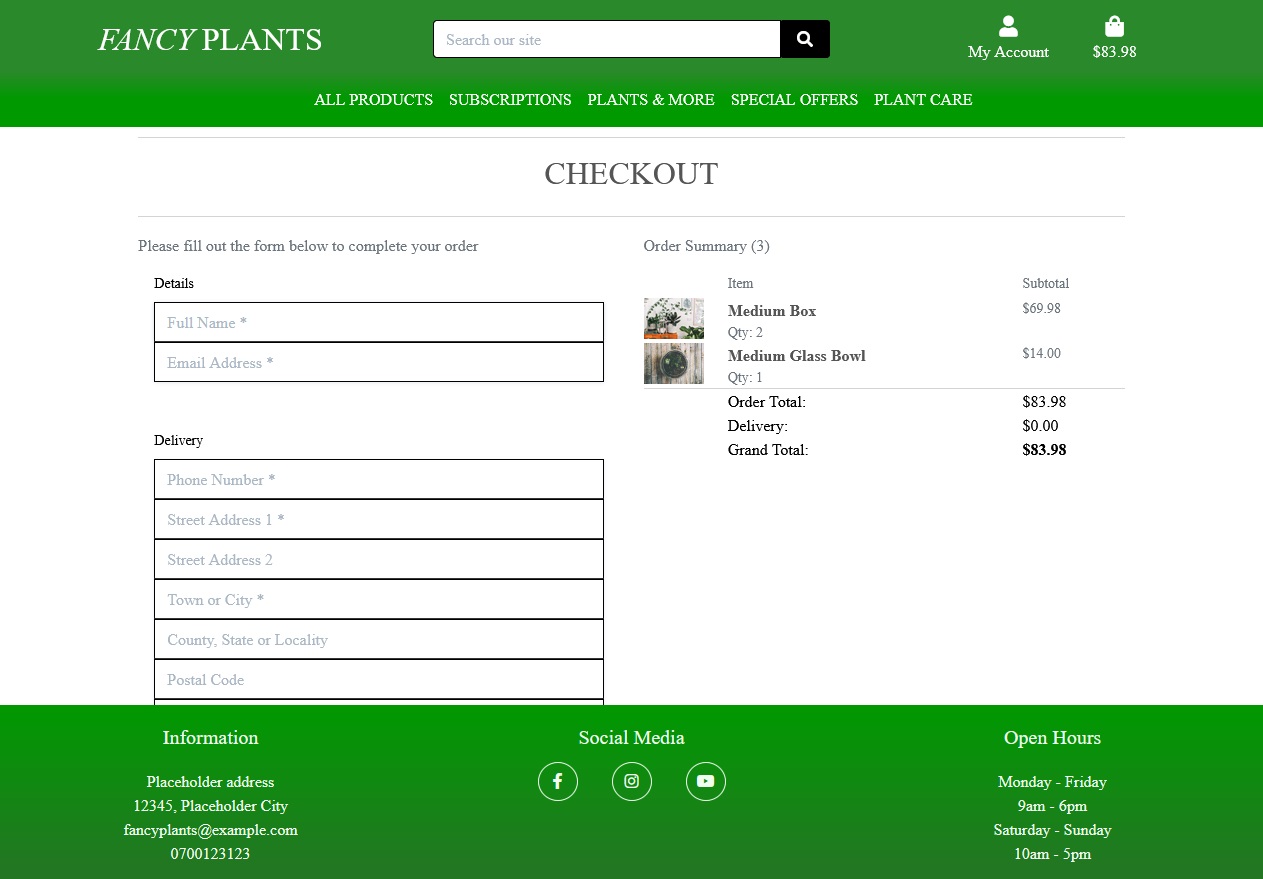 FANCY PLANTS
Search our site
My Account
$83.98
ALL PRODUCTS SUBSCRIPTIONS PLANTS & MORE SPECIAL OFFERS PLANT CARE
CHECKOUT
Please fill out the form below to complete your order
Details
Full Name *
Email Address *
Delivery
Phone Number *
Street Address 1 *
Street Address 2
Town or City *
County, State or Locality
Postal Code
Order Summary (3)
Item Subtotal
Medium Box $69.98
Qty: 2
Medium Glass Bowl $14.00
Qty: 1
Order Total: $83.98
Delivery: $0.00
Grand Total: $83.98
Information
Placeholder address
12345, Placeholder City
fancyplants@example.com
0700123123
Social Media
Open Hours
Monday - Friday
9am - 6pm
Saturday - Sunday
10am - 5pm